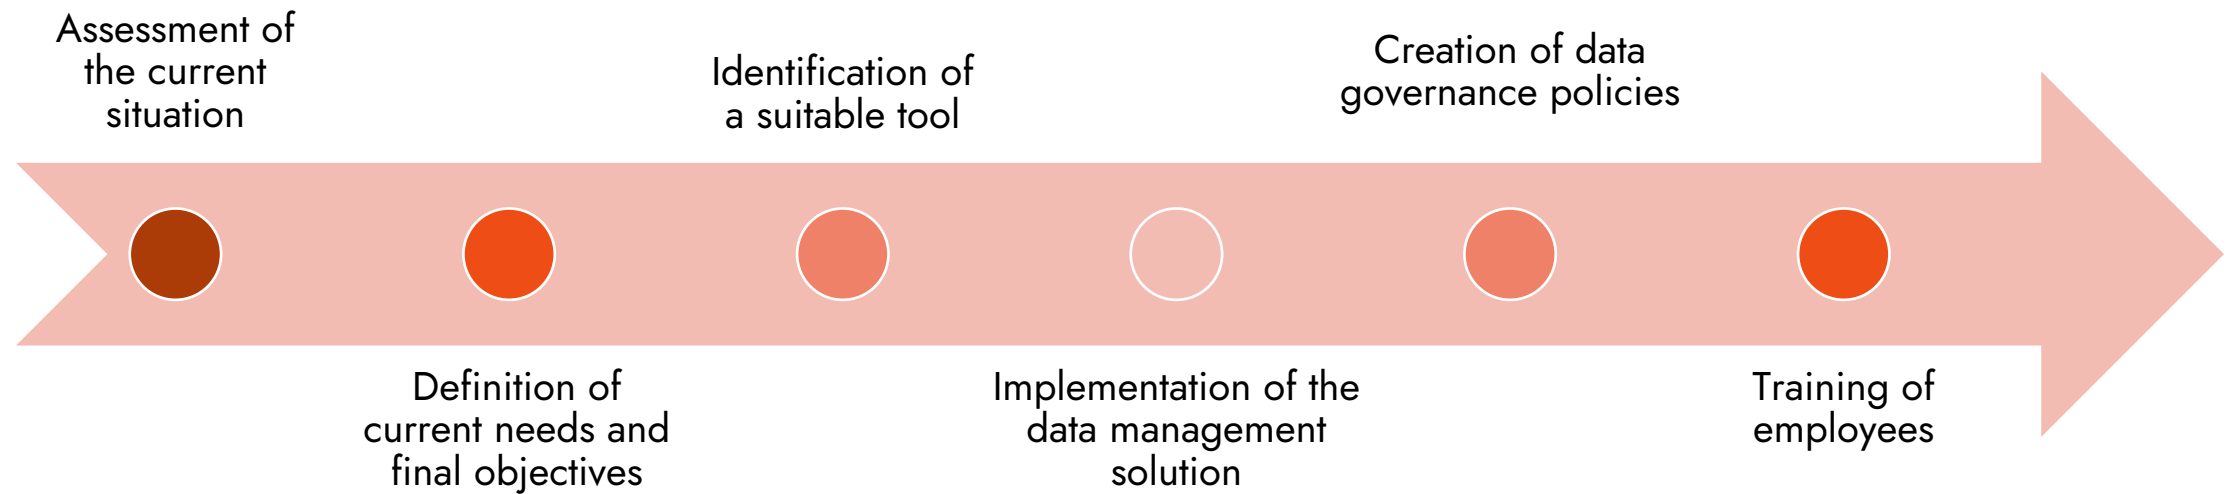 Assessment of
the current
situation
Definition of
current needs and
final objectives
Identification of
a suitable tool
Implementation of the
data management
solution
Creation of data
governance policies
Training of
employees